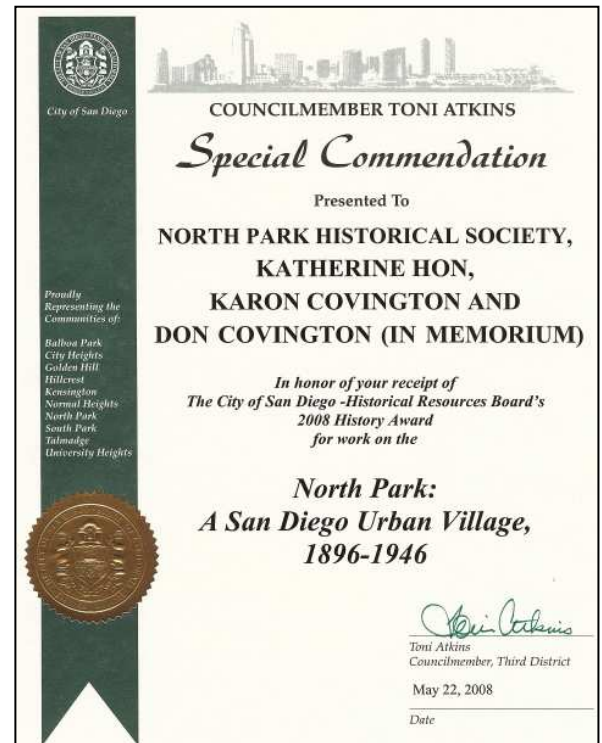 City of San Diego
COUNCILMEMBER TONI ATKINS
Special Commendation
Presented To
NORTH PARK HISTORICAL SOCIETY,
KATHERINE HON,
KARON COVINGTON AND
DON COVINGTON (IN MEMORIUM)
In honor of your receipt of
The City of San Diego -Historical Resources Board's
2008 History Award
for work on the
North Park:
A San Diego Urban Village,
1896-1946
Proudly
Representing the
Communities of:
Balboa Park
City Heights
Golden Hill
Hillcrest
Kensington
Normal Heights
North Park
South Park
Talmadge
University Heights
Toni Atkins
Toni Atkins
Councilmember, Third District
May 22, 2008
Date